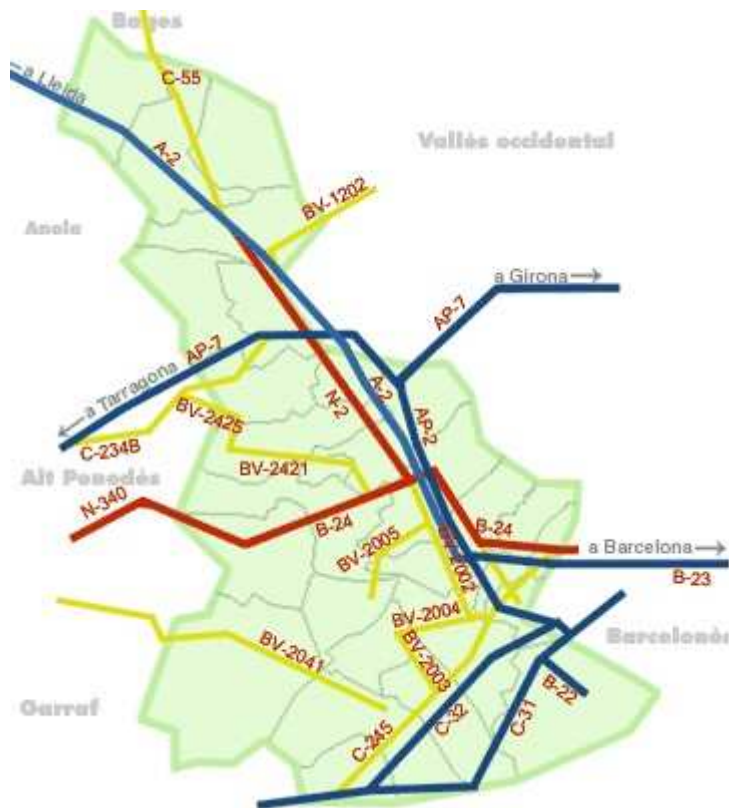 Bages
C-55
a Lleida
A-2
Vallés occidental
BV-1202
Anoia
a Girona
AP-7
AP-7
a Tarragona
A-2
N-2
BV-2425
AP-2
C-234B
BV-2421
Alt Penedès
N-340
B-24
B-24
BV-2005
BV-2002
a Barcelona
B-23
BV-2004
Barcelonès
BV-2041
BV-2003
B-22
Garraf
C-32
C-31
C-245